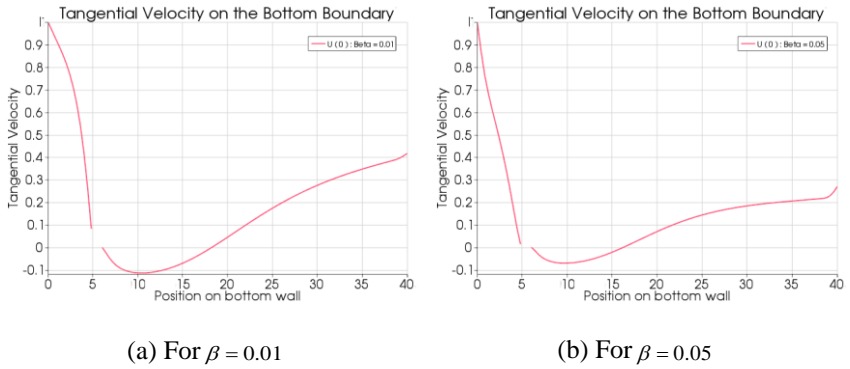 Tangential Velocity on the Bottom Boundary
U ( 0 ) : Beta = 0.01
Tangential Velocity
1
0.9
0.8
0.7
0.6
0.5
0.4
0.3
0.2
0.1
0
-0.1
0 5 10 15 20 25 30 35 40
Position on bottom wall
(a) For β = 0.01
Tangential Velocity on the Bottom Boundary
U ( 0 ) : Beta = 0.05
Tangential Velocity
1
0.9
0.8
0.7
0.6
0.5
0.4
0.3
0.2
0.1
0
-0.1
0 5 10 15 20 25 30 35 40
Position on bottom wall
(b) For β = 0.05